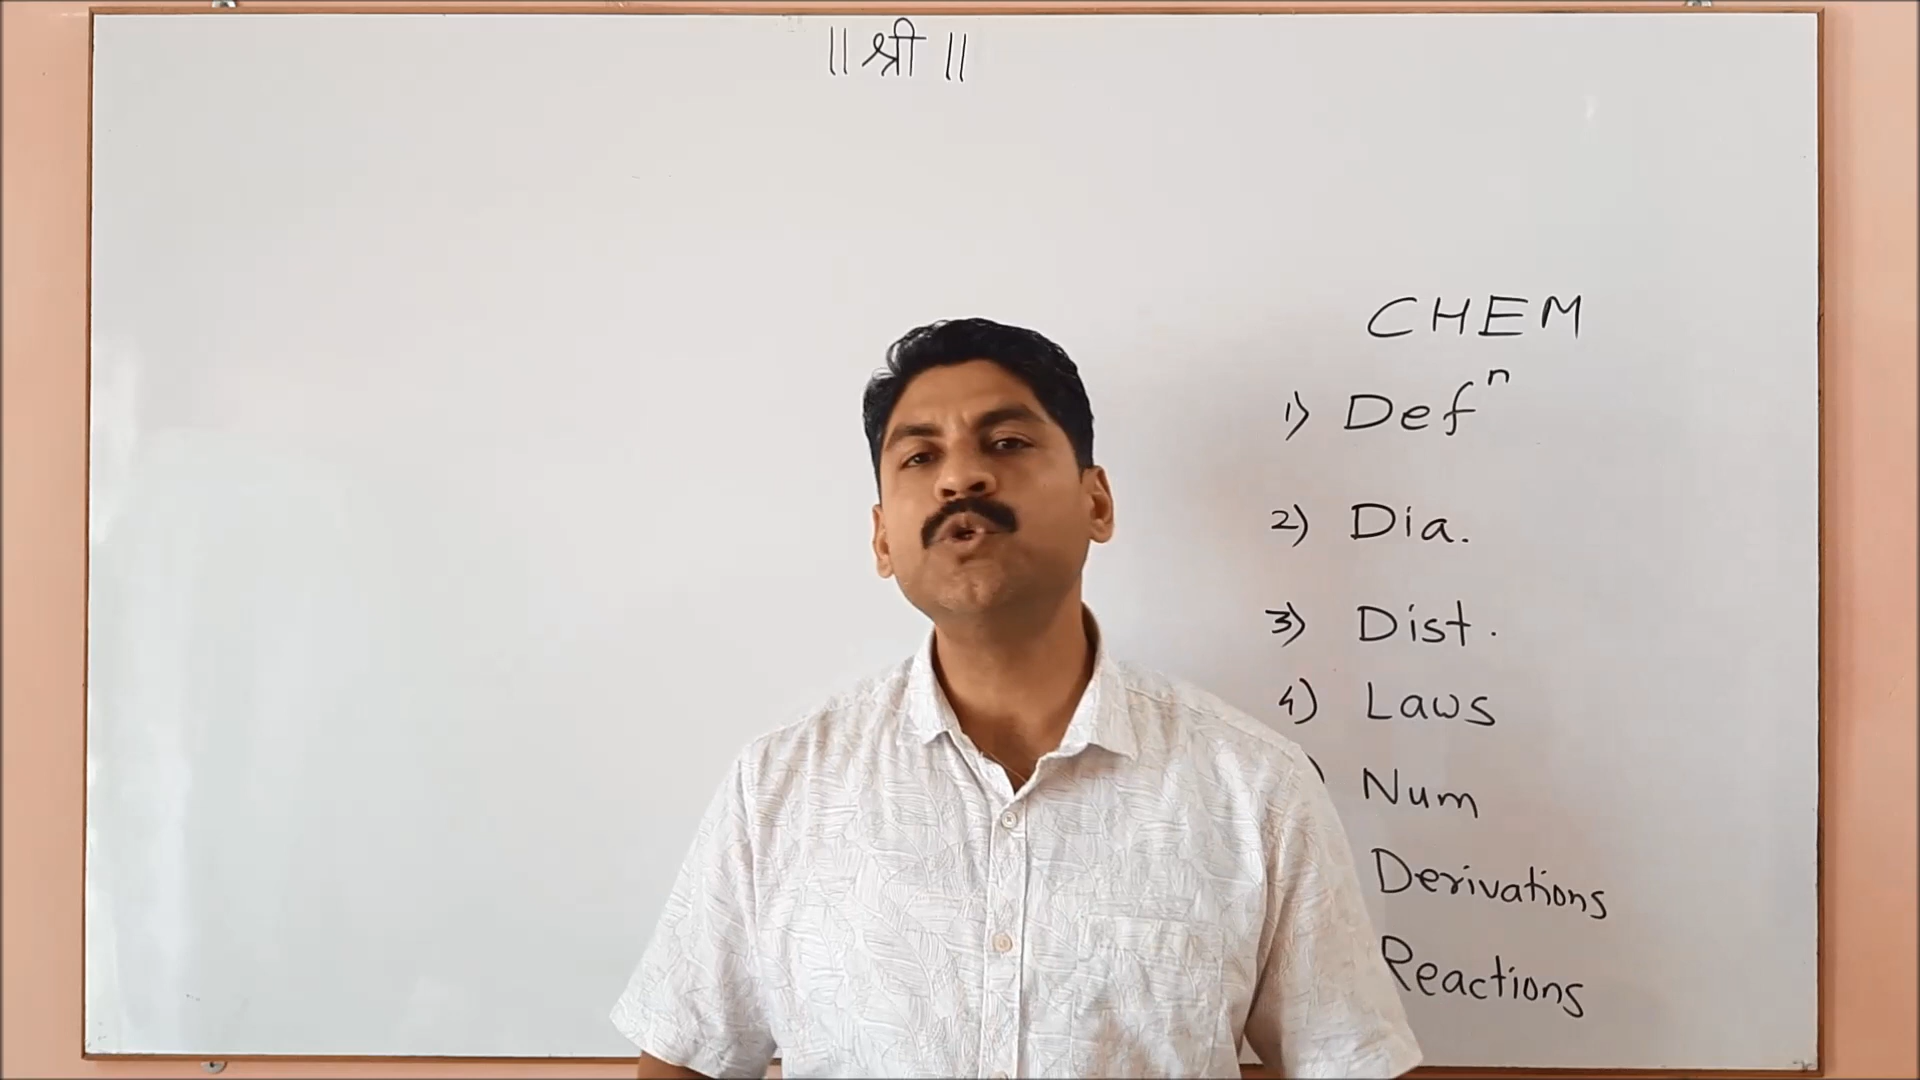 || श्री ||
CHEM
1) Defⁿ
2) Dia.
3) Dist.
4) Laws
) Num
Derivations
Reactions